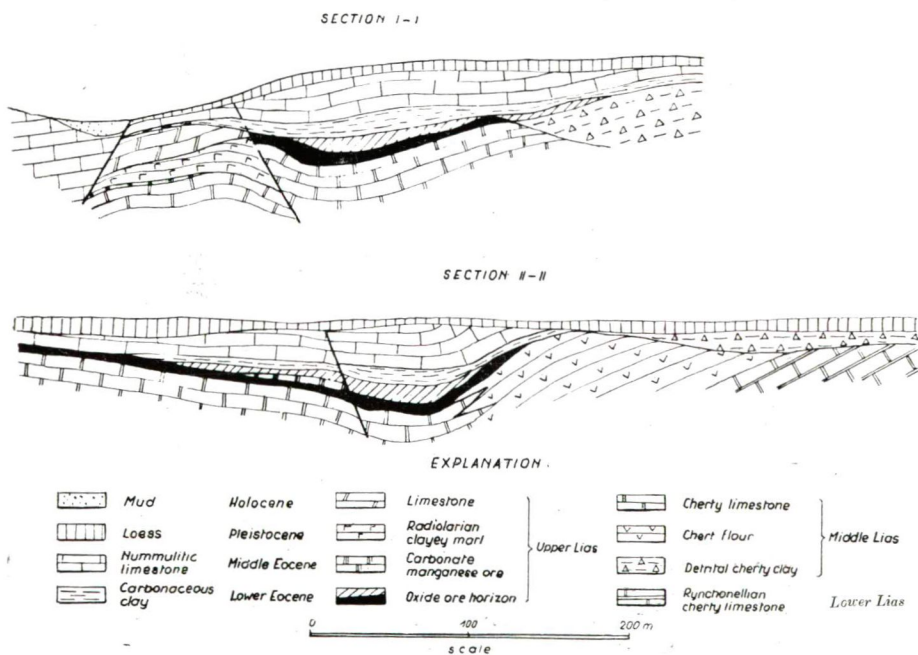 SECTION I-I
SECTION II-II
EXPLANATION
Mud Holocene
Loess Pleistocene
Nummulitic limestone Middle Eocene
Carbonaceous clay Lower Eocene
Limestone
Radiolarian clayey marl
Carbonate manganese ore
Oxide ore horizon
Upper Lias
Cherty limestone
Chert flour
Detrital cherty clay
Middle Lias
Rynchonellian cherty limestone Lower Lias
0 100 200 m
scale